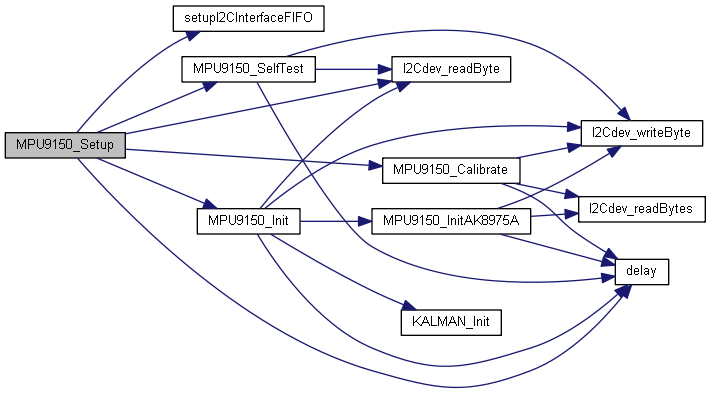 setupI2CInterfaceFIFO
MPU9150_SelfTest
I2Cdev_readByte
I2Cdev_writeByte
MPU9150_Setup
MPU9150_Calibrate
I2Cdev_readBytes
MPU9150_Init
MPU9150_InitAK8975A
delay
KALMAN_Init